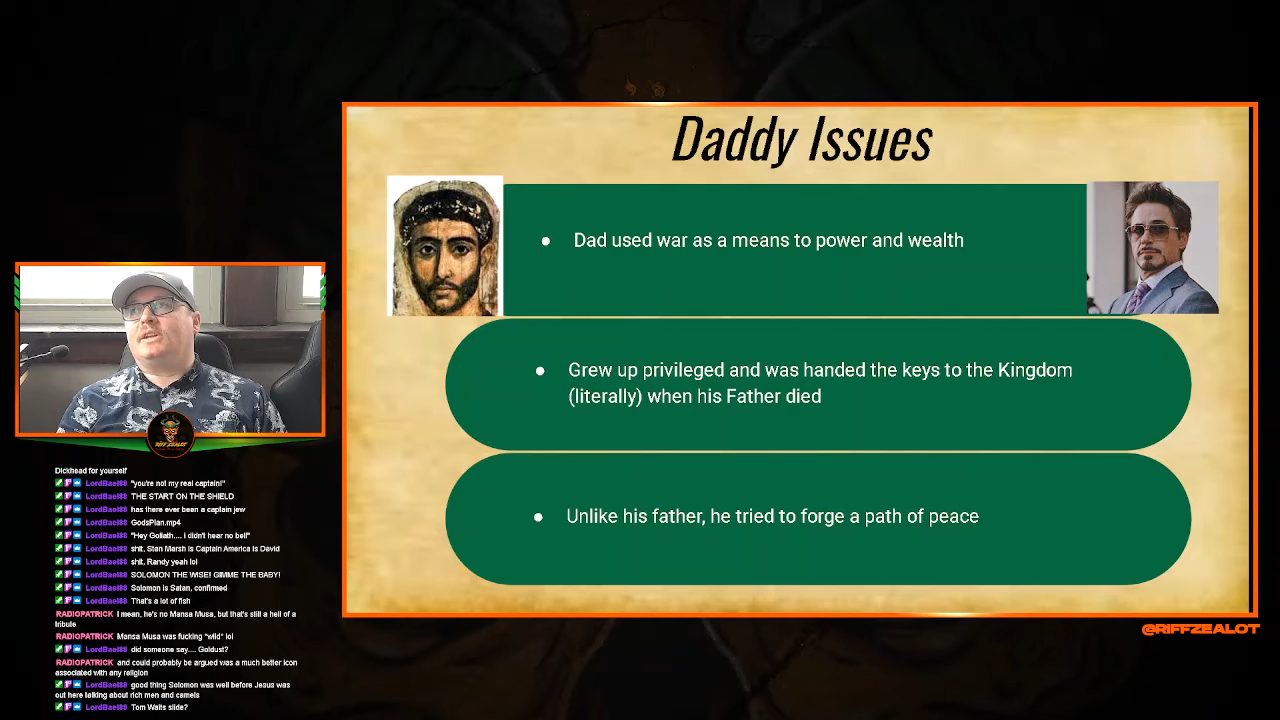 Daddy Issues
Dad used war as a means to power and wealth
Grew up privileged and was handed the keys to the Kingdom
(literally) when his Father died
Unlike his father, he tried to forge a path of peace
@RIFFZEALOT
RIFF ZEALOT
Dickhead for yourself
LordBael88 "you're not my real captain!"
LordBael88 THE START ON THE SHIELD
LordBael88 has there ever been a captain jew
LordBael88 GodsPlan.mp4
LordBael88 "Hey Goliath.... i didn't hear no bell"
LordBael88 shit, Stan Marsh is Captain America is David
LordBael88 shit, Randy yeah lol
LordBael88 SOLOMON THE WISE! GIMME THE BABY!
LordBael88 Solomon is Satan, confirmed
LordBael88 That's a lot of fish
RADIOPATRICK I mean, he's no Mansa Musa, but that's still a hell of a
tribute
RADIOPATRICK Mansa Musa was fucking *wild* lol
LordBael88 did someone say.... Goldust?
RADIOPATRICK and could probably be argued was a much better icon
associated with any religion
LordBael88 good thing Solomon was well before Jesus was
out here talking about rich men and camels
LordBael88 Tom Waits slide?